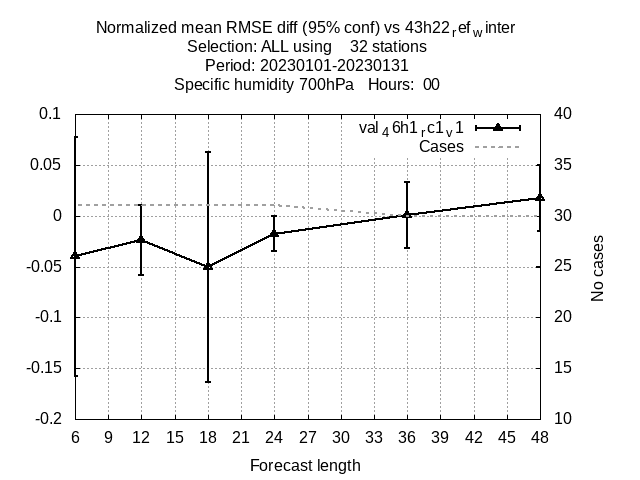 Normalized mean RMSE diff (95% conf) vs 43h22refwinter
Selection: ALL using 32 stations
Period: 20230101-20230131
Specific humidity 700hPa Hours: 00
val46h1rc1v1
Cases
0.1
0.05
0
-0.05
-0.1
-0.15
-0.2
40
35
30
25
20
15
10
No cases
6 9 12 15 18 21 24 27 30 33 36 39 42 45 48
Forecast length